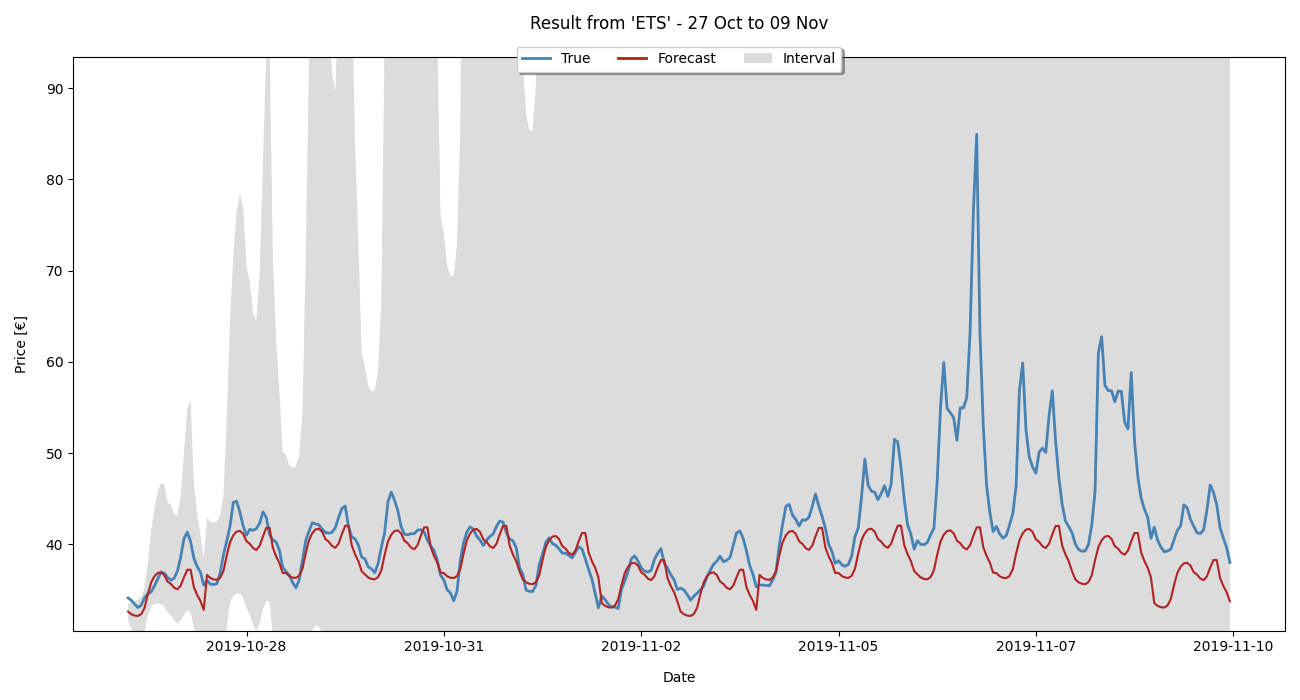 Result from 'ETS' - 27 Oct to 09 Nov
True Forecast Interval
Price [€]
90
80
70
60
50
40
2019-10-28 2019-10-31 2019-11-02 2019-11-05 2019-11-07 2019-11-10
Date